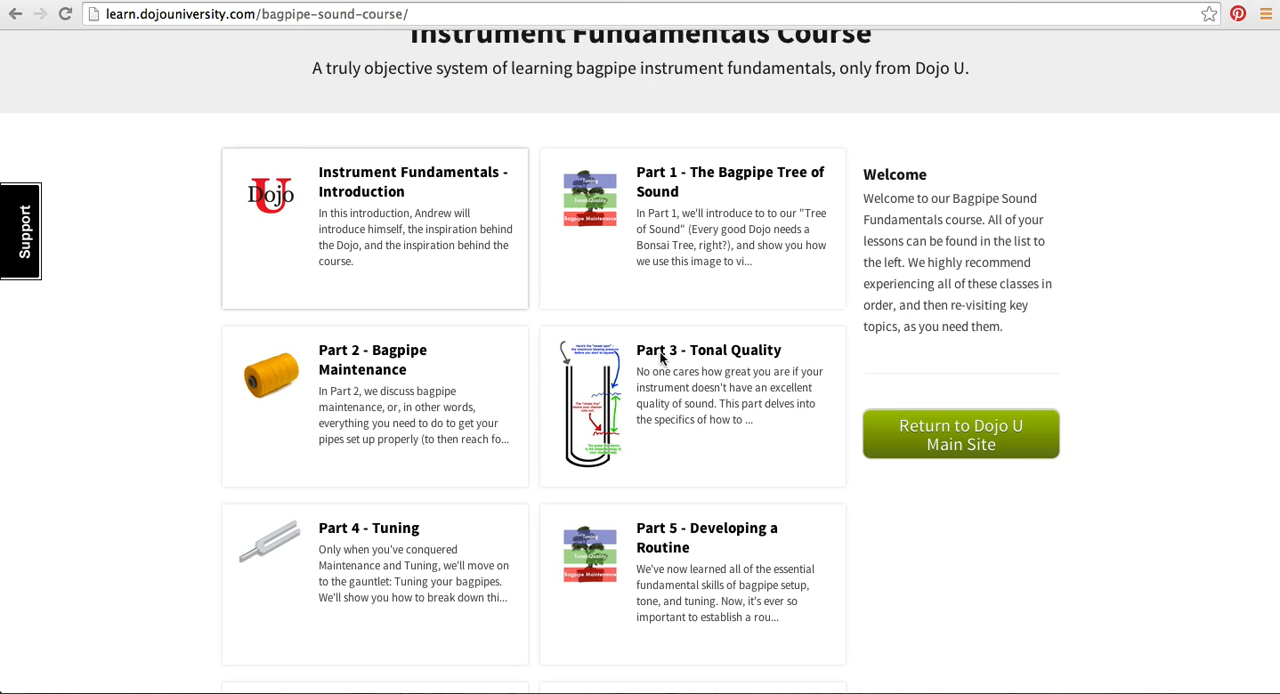 learn.dojouniversity.com/bagpipe-sound-course/
Instrument Fundamentals Course
A truly objective system of learning bagpipe instrument fundamentals, only from Dojo U.
Support
Dojo
U
Instrument Fundamentals -
Introduction
In this introduction, Andrew will
introduce himself, the inspiration behind
the Dojo, and the inspiration behind the
course.
Tuning
Tonal Quality
Bagpipe Maintenance
Part 1 - The Bagpipe Tree of
Sound
In Part 1, we'll introduce to to our "Tree
of Sound" (Every good Dojo needs a
Bonsai Tree, right?), and show you how
we use this image to vi...
Welcome
Welcome to our Bagpipe Sound
Fundamentals course. All of your
lessons can be found in the list to
the left. We highly recommend
experiencing all of these classes in
order, and then re-visiting key
topics, as you need them.
Return to Dojo U
Main Site
Part 2 - Bagpipe
Maintenance
In Part 2, we discuss bagpipe
maintenance, or, in other words,
everything you need to do to get your
pipes set up properly (to then reach fo...
Part 3 - Tonal Quality
No one cares how great you are if your
instrument doesn't have an excellent
quality of sound. This part delves into
the specifics of how to ...
Part 4 - Tuning
Only when you've conquered
Maintenance and Tuning, we'll move on
to the gauntlet: Tuning your bagpipes.
We'll show you how to break down thi...
Tuning
Tonal Quality
Bagpipe Maintenance
Part 5 - Developing a
Routine
We've now learned all of the essential
fundamental skills of bagpipe setup,
tone, and tuning. Now, it's ever so
important to establish a rou...